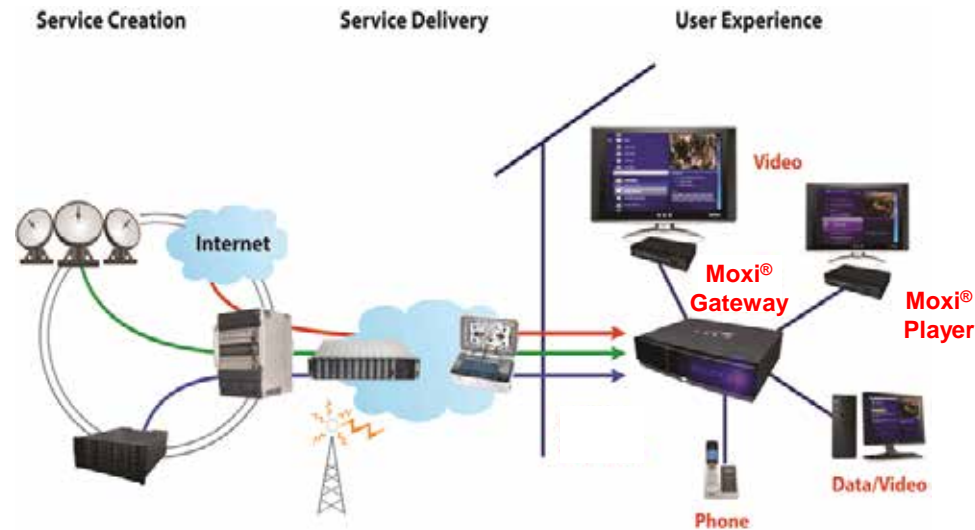 Service Creation
Service Delivery
User Experience
Internet
Video
Moxi®
Gateway
Moxi®
Player
Phone
Data/Video